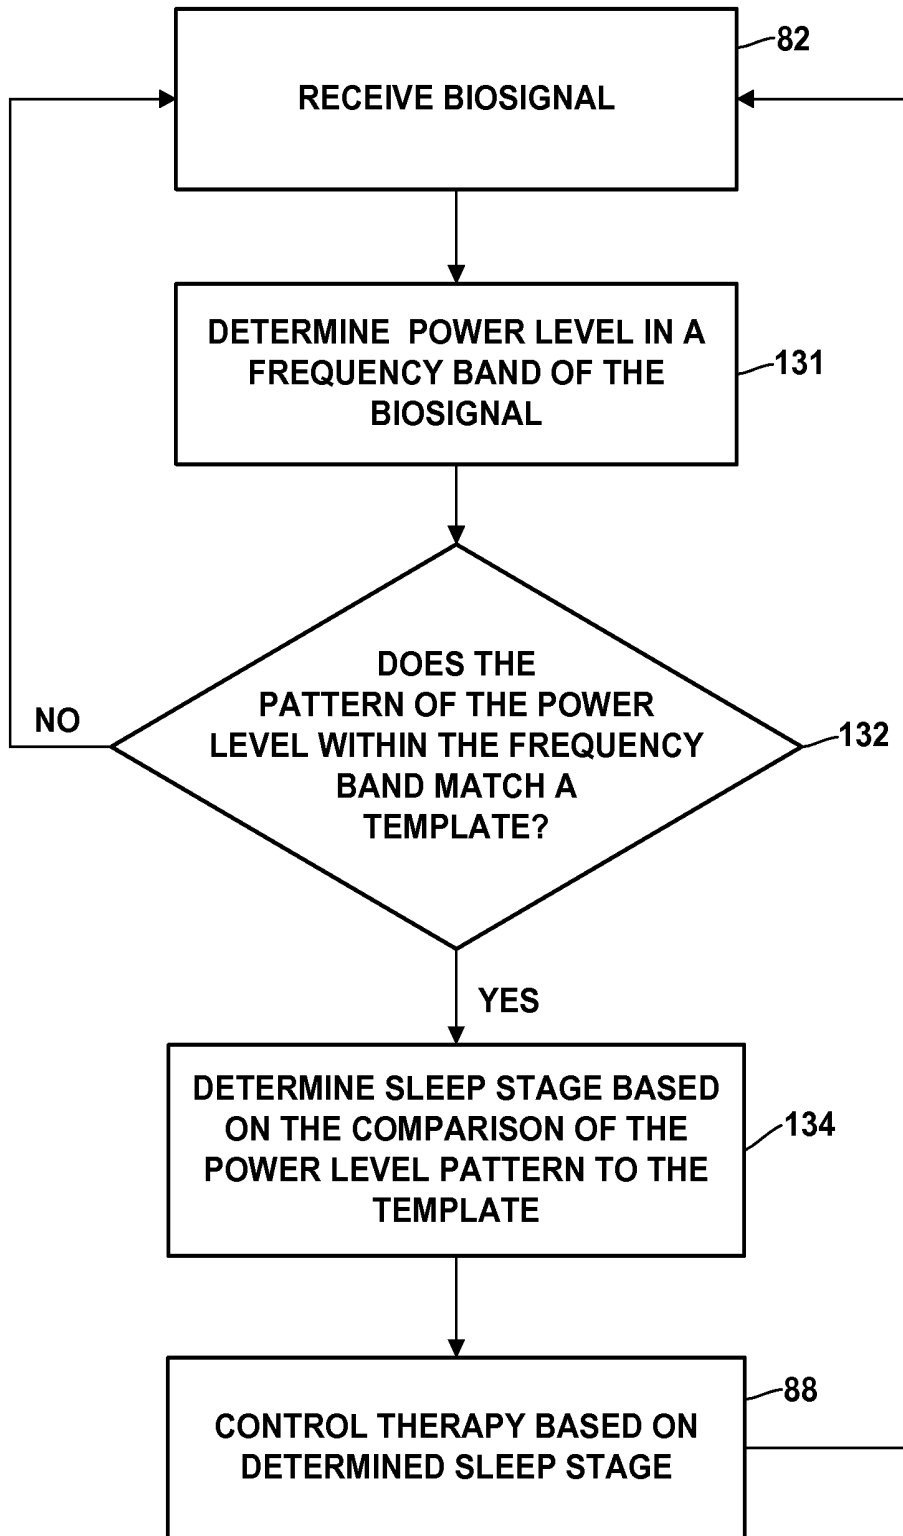 82
RECEIVE BIOSIGNAL
DETERMINE POWER LEVEL IN A
FREQUENCY BAND OF THE
BIOSIGNAL
131
DOES THE
PATTERN OF THE POWER
LEVEL WITHIN THE FREQUENCY
BAND MATCH A
TEMPLATE?
NO
132
YES
DETERMINE SLEEP STAGE BASED
ON THE COMPARISON OF THE
POWER LEVEL PATTERN TO THE
TEMPLATE
134
88
CONTROL THERAPY BASED ON
DETERMINED SLEEP STAGE